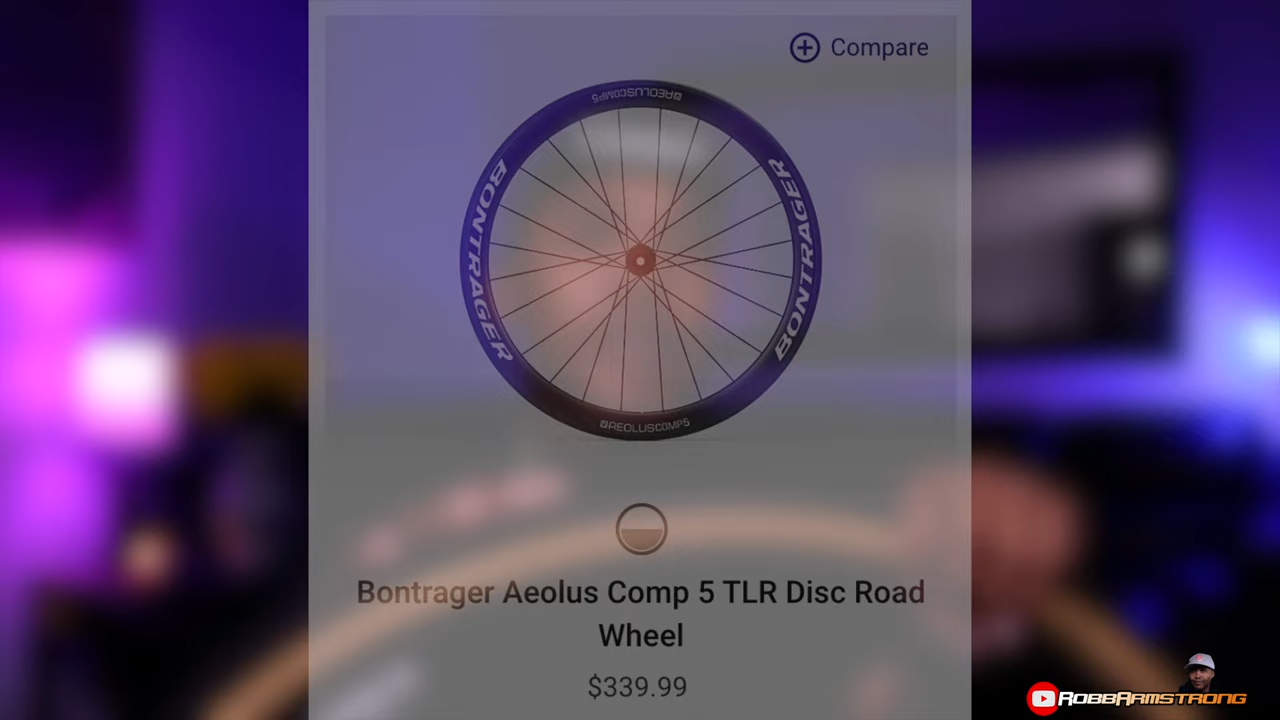 Compare
AEOLUSCOMP5
BONTRAGER
BONTRAGER
AEOLUSCOMP5
Bontrager Aeolus Comp 5 TLR Disc Road
Wheel
$339.99
ROBBARMSTRONG